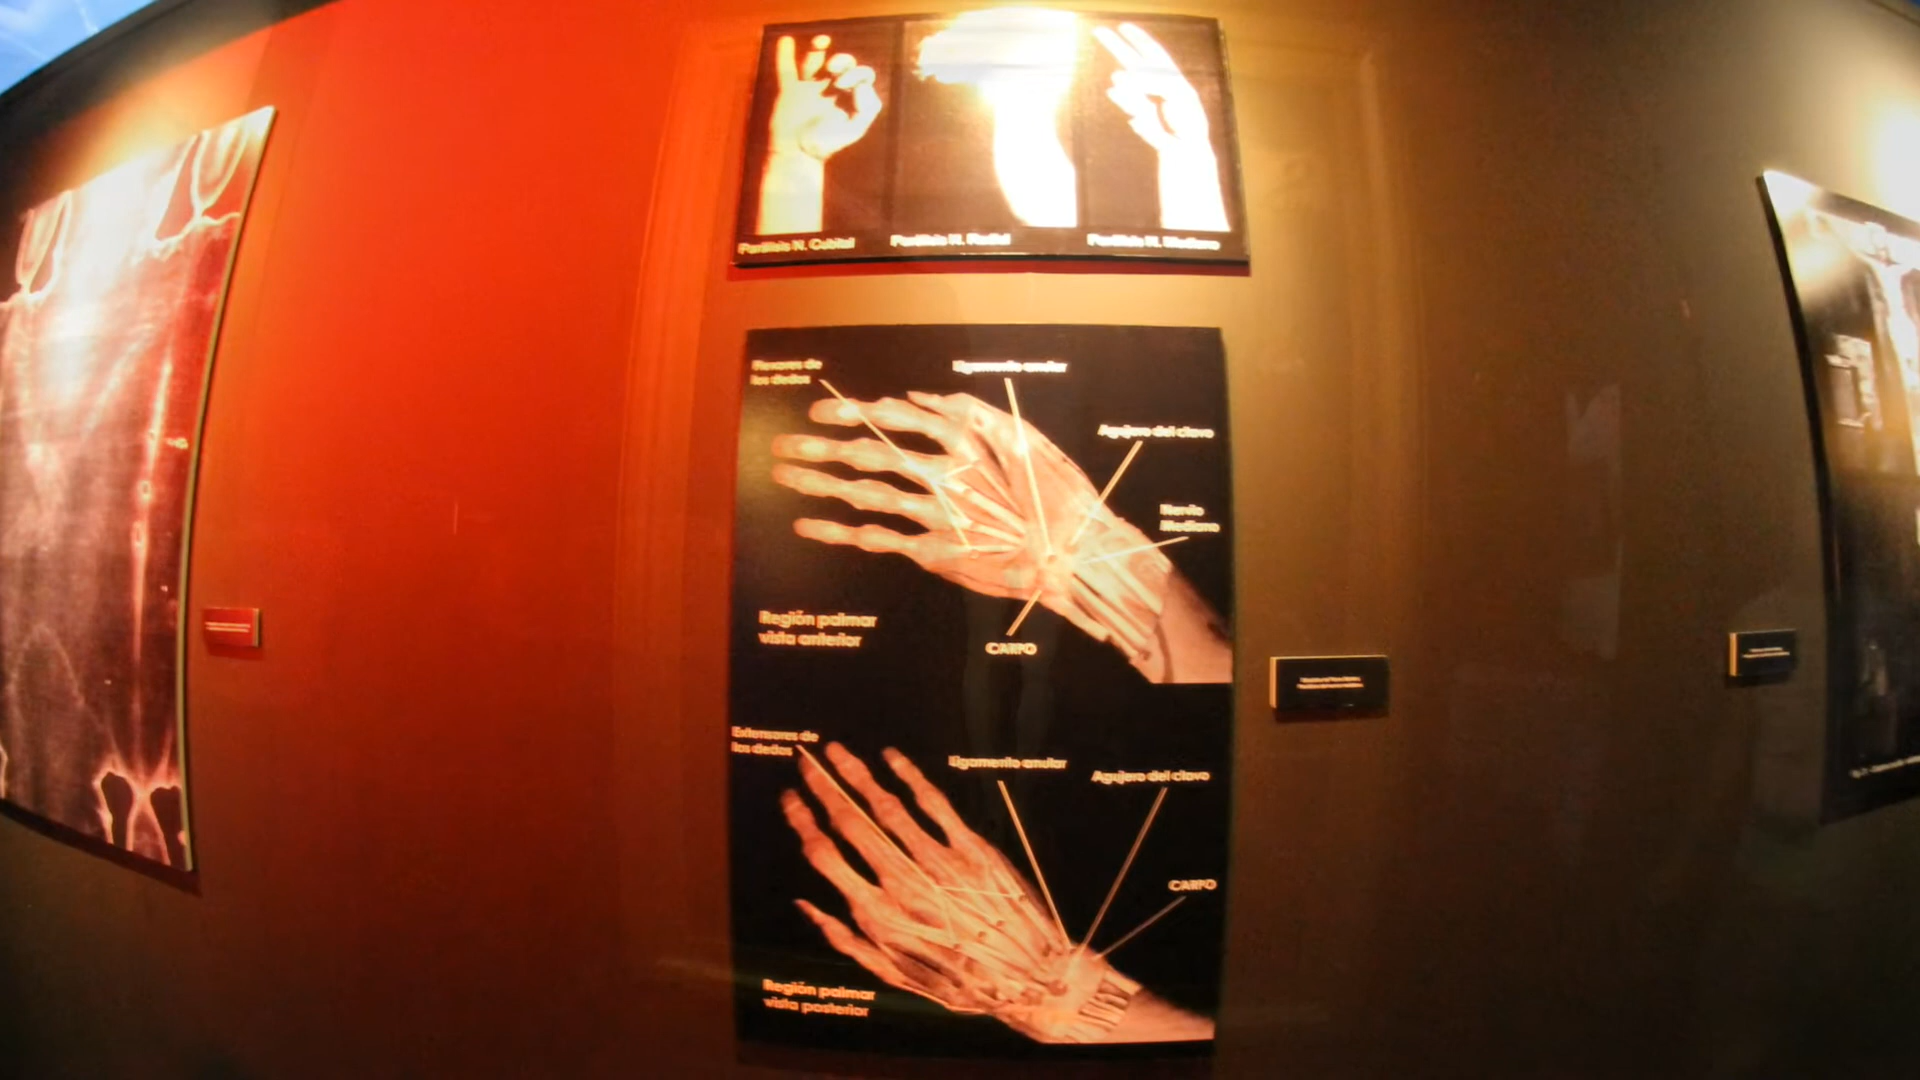 Parálisis N. Cubital
Parálisis N. Radial
Parálisis N. Mediano
Flexores de
los dedos
Ligamento anular
Agujero del clavo
Nervio
Mediano
Región palmar
vista anterior
CARPO
Extensores de
los dedos
Ligamento anular
Agujero del clavo
CARPO
Región palmar
vista posterior